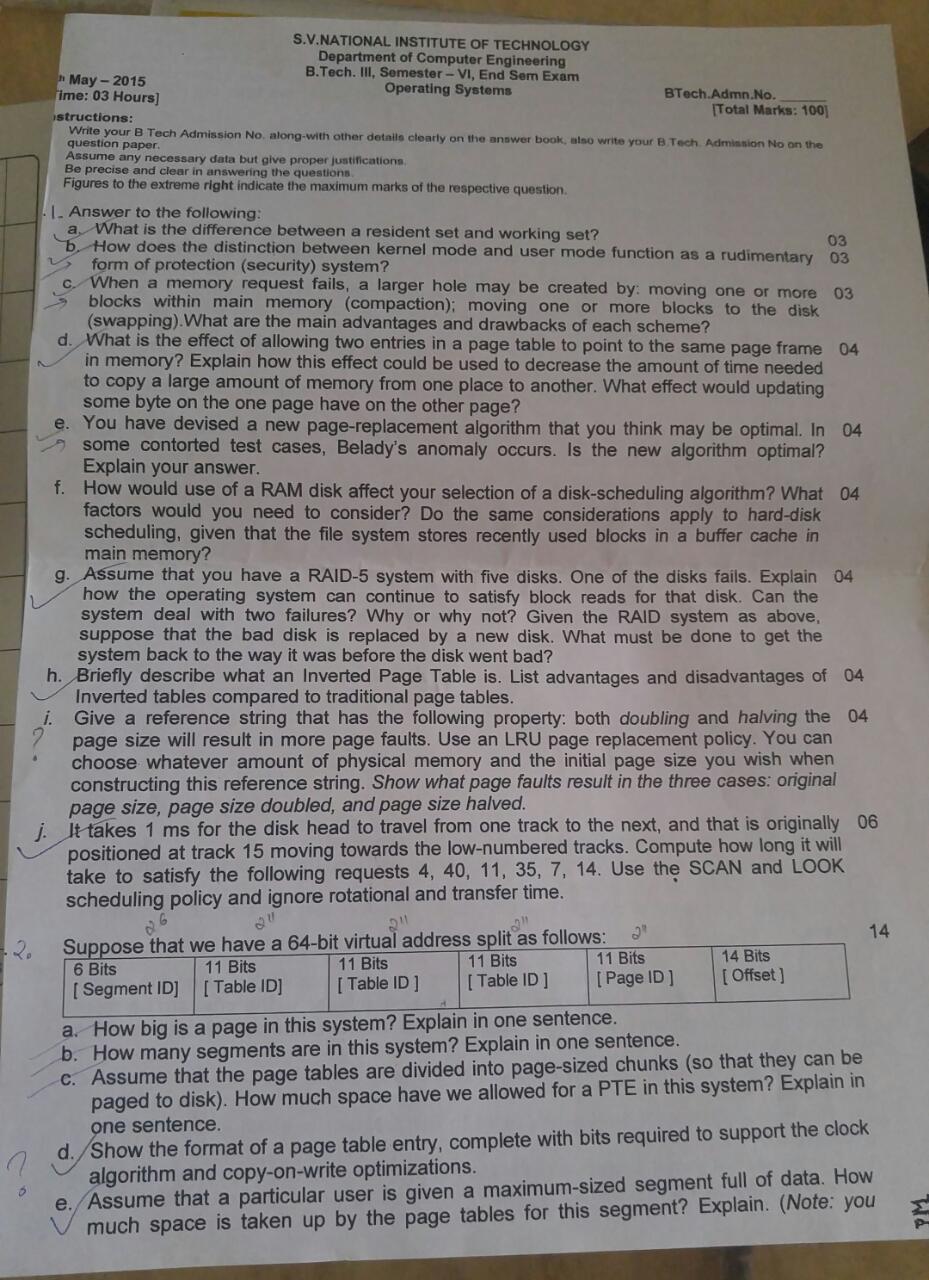 S.V.NATIONAL INSTITUTE OF TECHNOLOGY
Department of Computer Engineering
B.Tech. III, Semester – VI, End Sem Exam
Operating Systems
h May – 2015
ime: 03 Hours]
BTech.Admn.No. ______
[Total Marks: 100]
structions:
Write your B Tech Admission No. along-with other details clearly on the answer book, also write your B.Tech. Admission No on the
question paper.
Assume any necessary data but give proper justifications.
Be precise and clear in answering the questions.
Figures to the extreme right indicate the maximum marks of the respective question.
1. Answer to the following:
a. What is the difference between a resident set and working set? 03
b. How does the distinction between kernel mode and user mode function as a rudimentary 03
form of protection (security) system?
c. When a memory request fails, a larger hole may be created by: moving one or more 03
blocks within main memory (compaction); moving one or more blocks to the disk
(swapping).What are the main advantages and drawbacks of each scheme?
d. What is the effect of allowing two entries in a page table to point to the same page frame 04
in memory? Explain how this effect could be used to decrease the amount of time needed
to copy a large amount of memory from one place to another. What effect would updating
some byte on the one page have on the other page?
e. You have devised a new page-replacement algorithm that you think may be optimal. In 04
some contorted test cases, Belady's anomaly occurs. Is the new algorithm optimal?
Explain your answer.
f. How would use of a RAM disk affect your selection of a disk-scheduling algorithm? What 04
factors would you need to consider? Do the same considerations apply to hard-disk
scheduling, given that the file system stores recently used blocks in a buffer cache in
main memory?
g. Assume that you have a RAID-5 system with five disks. One of the disks fails. Explain 04
how the operating system can continue to satisfy block reads for that disk. Can the
system deal with two failures? Why or why not? Given the RAID system as above,
suppose that the bad disk is replaced by a new disk. What must be done to get the
system back to the way it was before the disk went bad?
h. Briefly describe what an Inverted Page Table is. List advantages and disadvantages of 04
Inverted tables compared to traditional page tables.
i. Give a reference string that has the following property: both doubling and halving the 04
? page size will result in more page faults. Use an LRU page replacement policy. You can
choose whatever amount of physical memory and the initial page size you wish when
constructing this reference string. Show what page faults result in the three cases: original
page size, page size doubled, and page size halved.
j. It takes 1 ms for the disk head to travel from one track to the next, and that is originally 06
positioned at track 15 moving towards the low-numbered tracks. Compute how long it will
take to satisfy the following requests 4, 40, 11, 35, 7, 14. Use the SCAN and LOOK
scheduling policy and ignore rotational and transfer time.
2^6 2^11 2^11 2^11 2^11
2. Suppose that we have a 64-bit virtual address split as follows: 14
6 Bits 11 Bits 11 Bits 11 Bits 11 Bits 14 Bits
[ Segment ID] [ Table ID] [ Table ID ] [ Table ID ] [ Page ID ] [ Offset ]
a. How big is a page in this system? Explain in one sentence.
b. How many segments are in this system? Explain in one sentence.
c. Assume that the page tables are divided into page-sized chunks (so that they can be
paged to disk). How much space have we allowed for a PTE in this system? Explain in
one sentence.
d. Show the format of a page table entry, complete with bits required to support the clock
? algorithm and copy-on-write optimizations.
e. Assume that a particular user is given a maximum-sized segment full of data. How
much space is taken up by the page tables for this segment? Explain. (Note: you